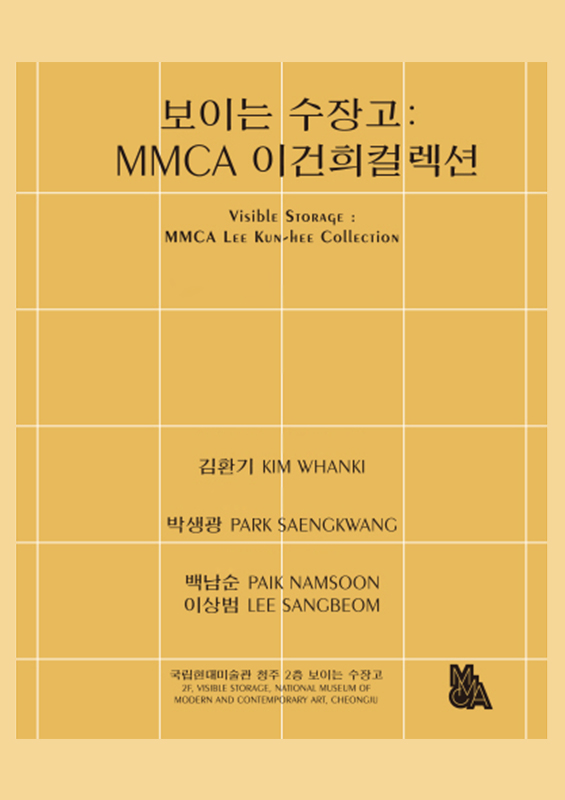 보이는 수장고:
MMCA 이건희컬렉션
Visible Storage :
MMCA Lee Kun-hee Collection
김환기 KIM WHANKI
박생광 PARK SAENGKWANG
백남순 PAIK NAMSOON
이상범 LEE SANGBEOM
국립현대미술관 청주 2층 보이는 수장고
2F, VISIBLE STORAGE, NATIONAL MUSEUM OF
MODERN AND CONTEMPORARY ART, CHEONGJU
MMCA